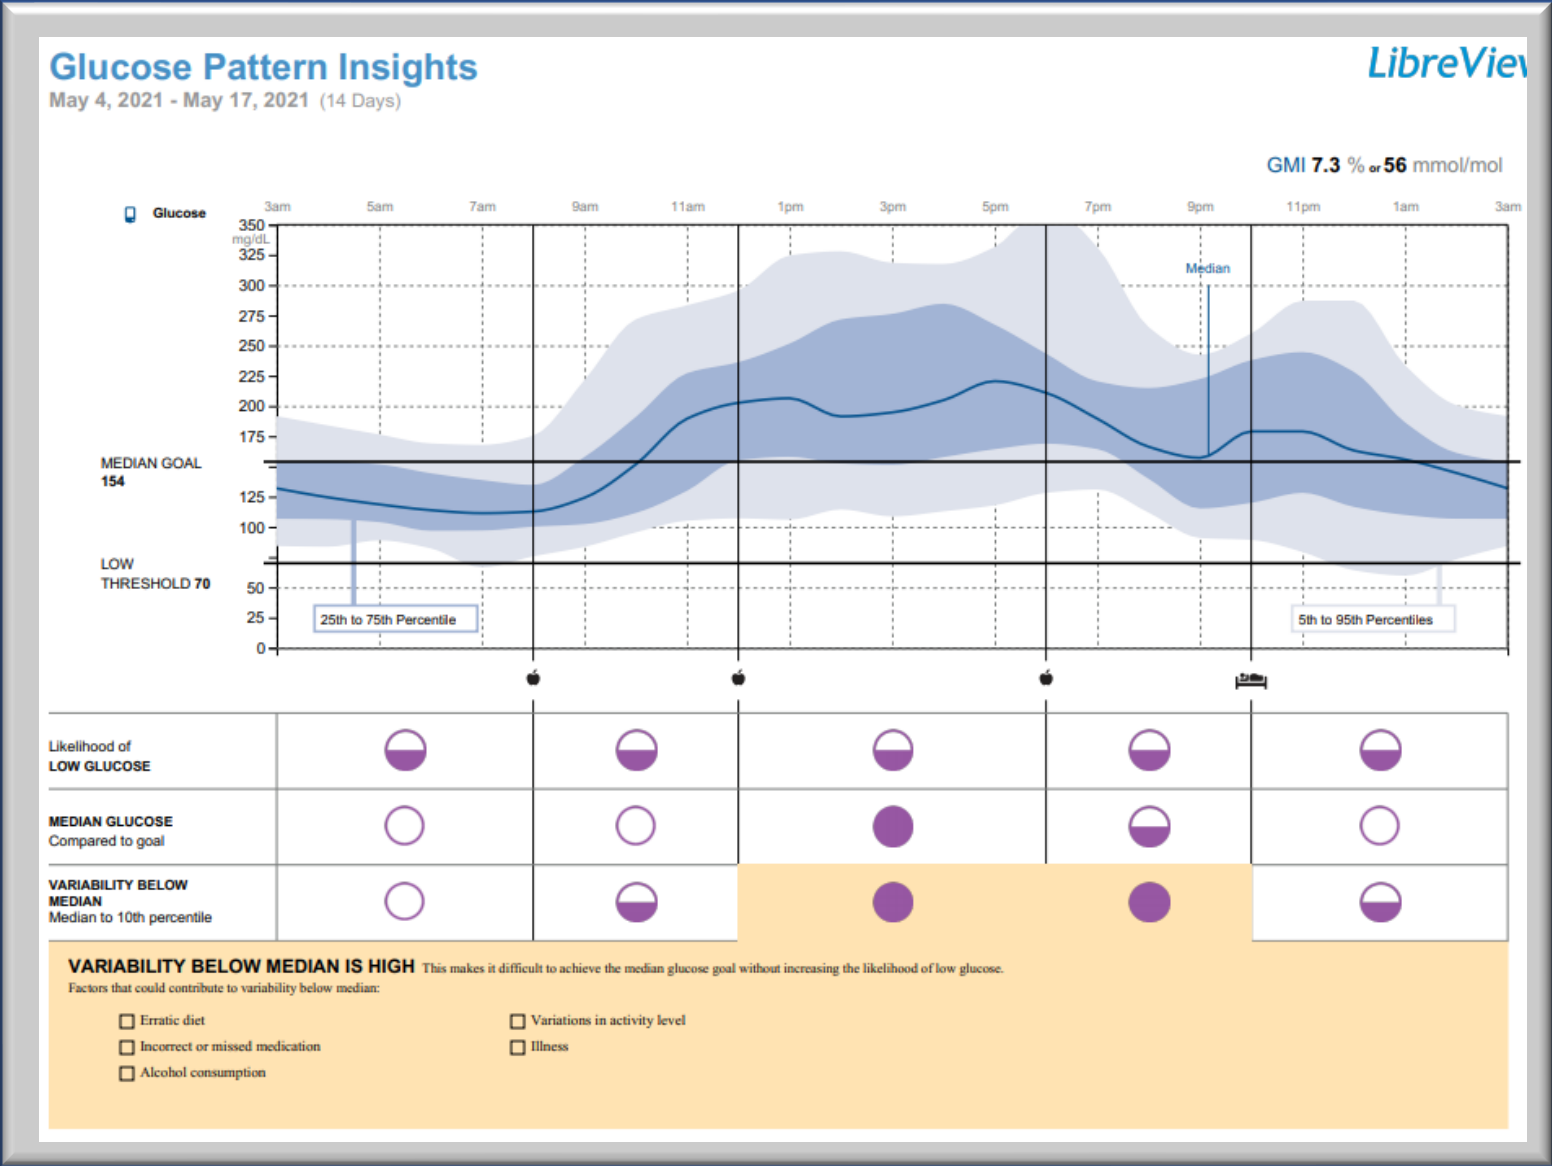 Glucose Pattern Insights
LibreView
May 4, 2021 - May 17, 2021 (14 Days)
GMI 7.3 % or 56 mmol/mol
Glucose
3am 5am 7am 9am 11am 1pm 3pm 5pm 7pm 9pm 11pm 1am 3am
350
mg/dL
325
Median
300
275
250
225
200
175
MEDIAN GOAL
154
125
100
LOW
THRESHOLD 70
50
25
25th to 75th Percentile
5th to 95th Percentiles
0
Likelihood of
LOW GLUCOSE
MEDIAN GLUCOSE
Compared to goal
VARIABILITY BELOW
MEDIAN
Median to 10th percentile
VARIABILITY BELOW MEDIAN IS HIGH This makes it difficult to achieve the median glucose goal without increasing the likelihood of low glucose.
Factors that could contribute to variability below median:
Erratic diet
Variations in activity level
Incorrect or missed medication
Illness
Alcohol consumption